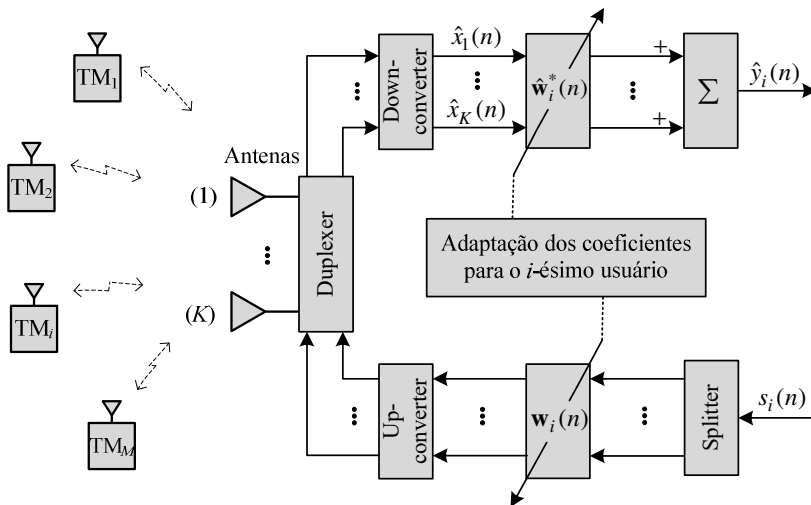 TM1
TM2
TMi
TMM
Antenas
(1)
(K)
Duplexer
Down-
converter
x̂1(n)
x̂K(n)
ŵi*(n)
+
+
Σ
ŷi(n)
Adaptação dos coeficientes
para o i-ésimo usuário
Up-
converter
wi(n)
Splitter
si(n)